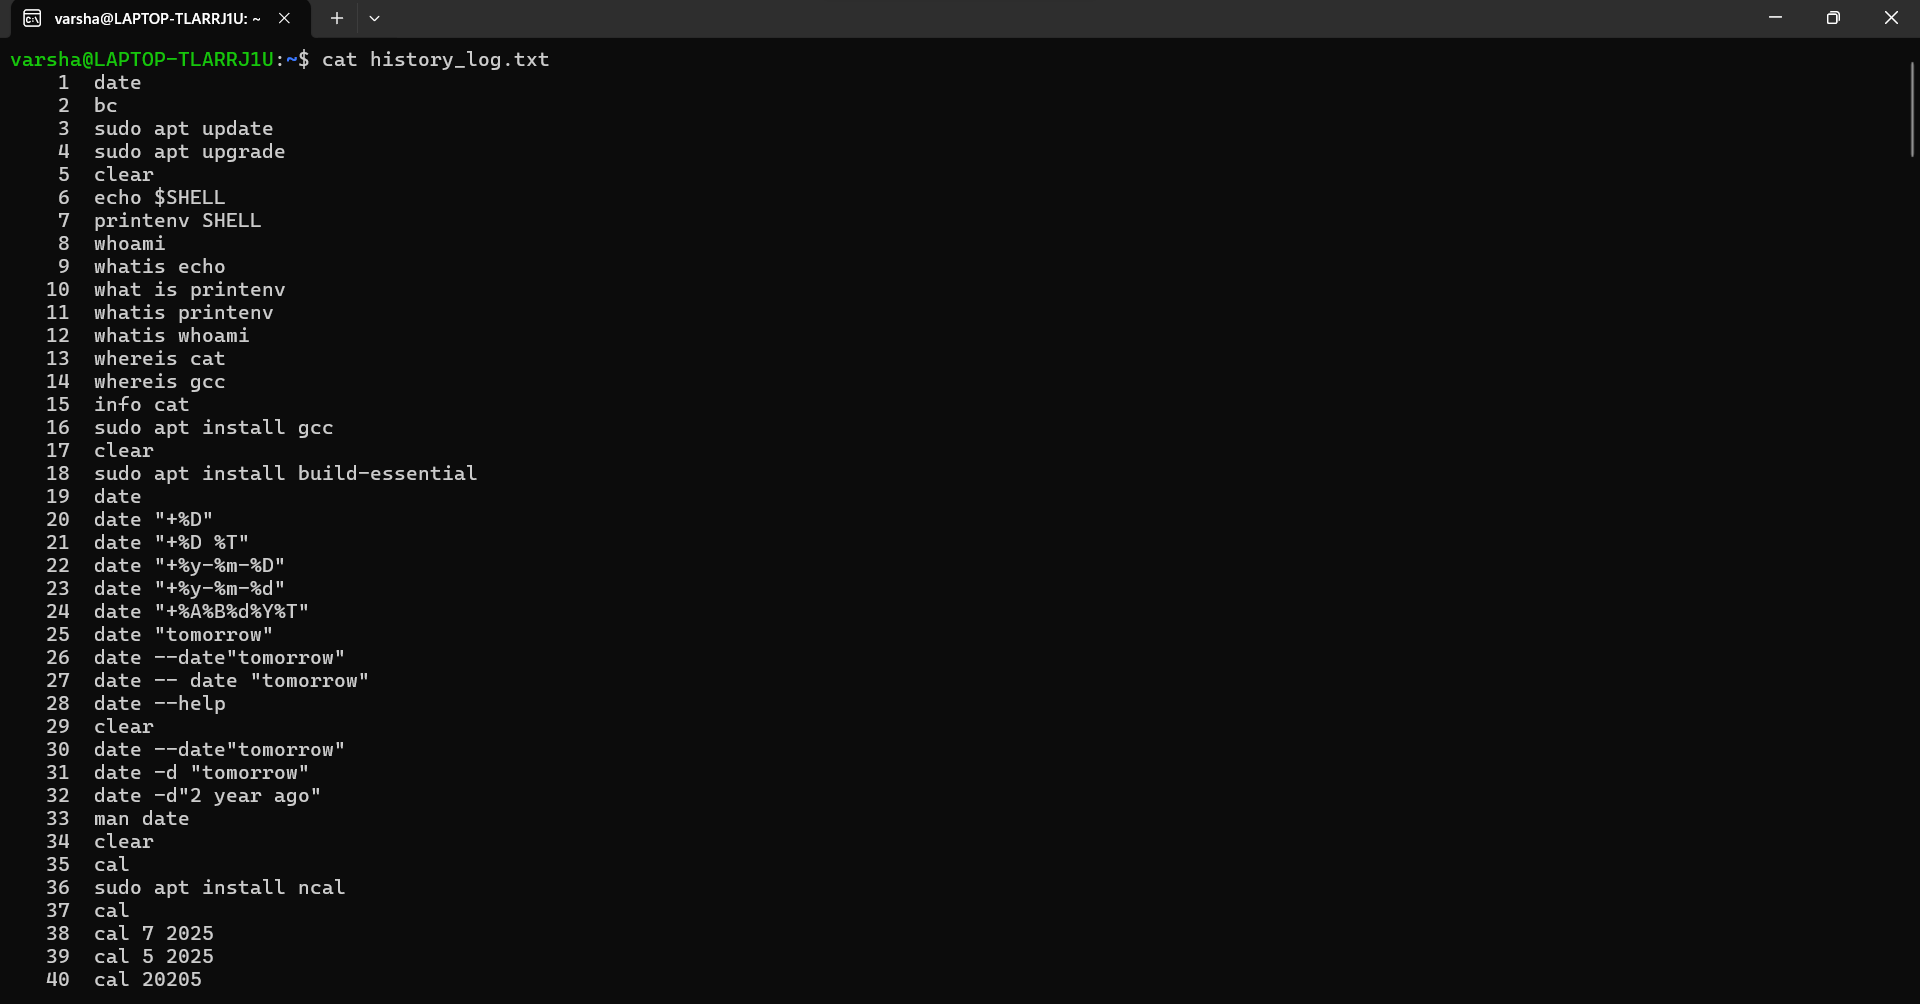 varsha@LAPTOP-TLARRJ1U: ~
varsha@LAPTOP-TLARRJ1U:~$ cat history_log.txt
1 date
2 bc
3 sudo apt update
4 sudo apt upgrade
5 clear
6 echo $SHELL
7 printenv SHELL
8 whoami
9 whatis echo
10 what is printenv
11 whatis printenv
12 whatis whoami
13 whereis cat
14 whereis gcc
15 info cat
16 sudo apt install gcc
17 clear
18 sudo apt install build-essential
19 date
20 date "+%D"
21 date "+%D %T"
22 date "+%y-%m-%D"
23 date "+%y-%m-%d"
24 date "+%A%B%d%Y%T"
25 date "tomorrow"
26 date --date"tomorrow"
27 date -- date "tomorrow"
28 date --help
29 clear
30 date --date"tomorrow"
31 date -d "tomorrow"
32 date -d"2 year ago"
33 man date
34 clear
35 cal
36 sudo apt install ncal
37 cal
38 cal 7 2025
39 cal 5 2025
40 cal 20205